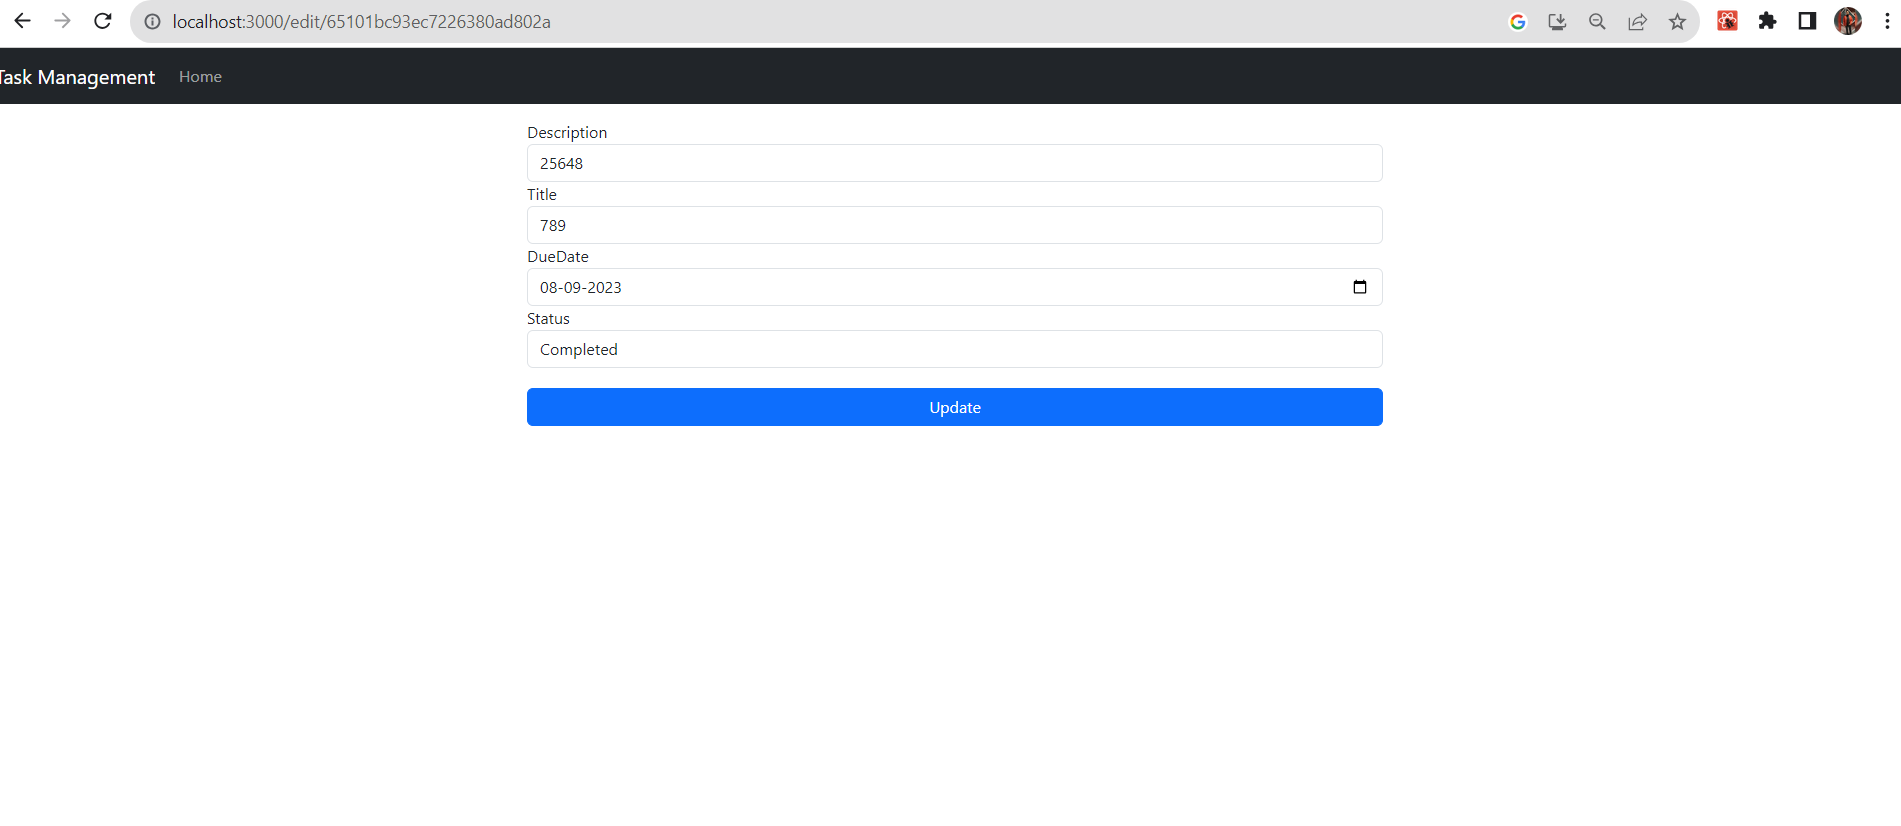 localhost:3000/edit/65101bc93ec7226380ad802a
Task Management Home
Description
25648
Title
789
DueDate
08-09-2023
Status
Completed
Update